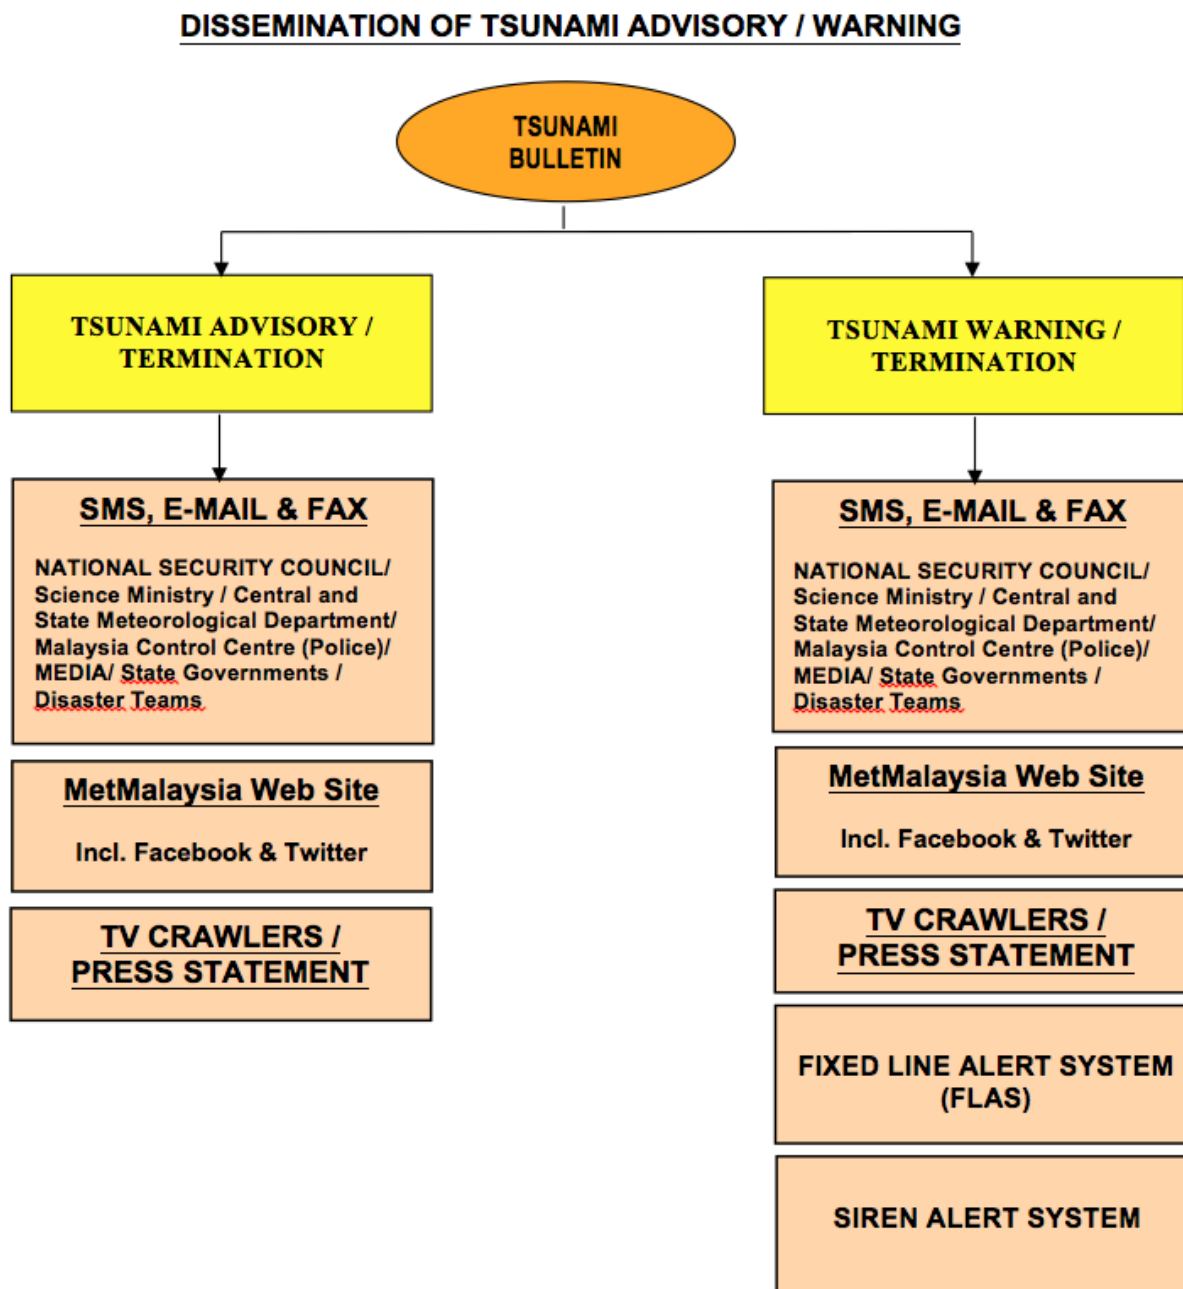 DISSEMINATION OF TSUNAMI ADVISORY / WARNING
TSUNAMI
BULLETIN
TSUNAMI ADVISORY /
TERMINATION
SMS, E-MAIL & FAX
NATIONAL SECURITY COUNCIL/
Science Ministry / Central and
State Meteorological Department/
Malaysia Control Centre (Police)/
MEDIA/ State Governments /
Disaster Teams
MetMalaysia Web Site
Incl. Facebook & Twitter
TV CRAWLERS /
PRESS STATEMENT
TSUNAMI WARNING /
TERMINATION
SMS, E-MAIL & FAX
NATIONAL SECURITY COUNCIL/
Science Ministry / Central and
State Meteorological Department/
Malaysia Control Centre (Police)/
MEDIA/ State Governments /
Disaster Teams
MetMalaysia Web Site
Incl. Facebook & Twitter
TV CRAWLERS /
PRESS STATEMENT
FIXED LINE ALERT SYSTEM
(FLAS)
SIREN ALERT SYSTEM